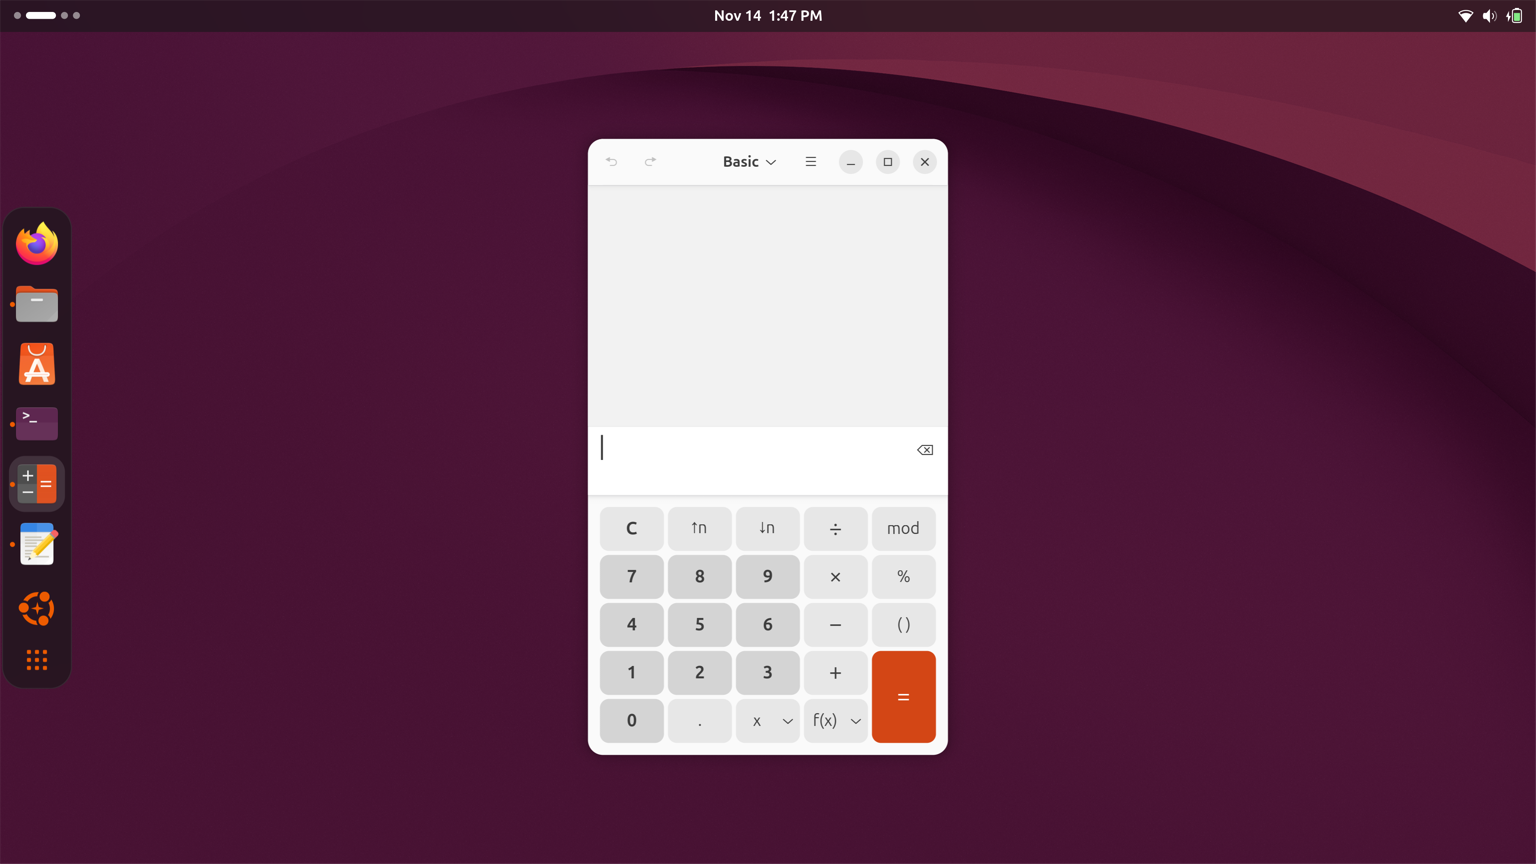 Nov 14 1:47 PM
Basic
C ↑n ↓n ÷ mod
7 8 9 × %
4 5 6 − ( )
1 2 3 +
=
0 . x f(x)